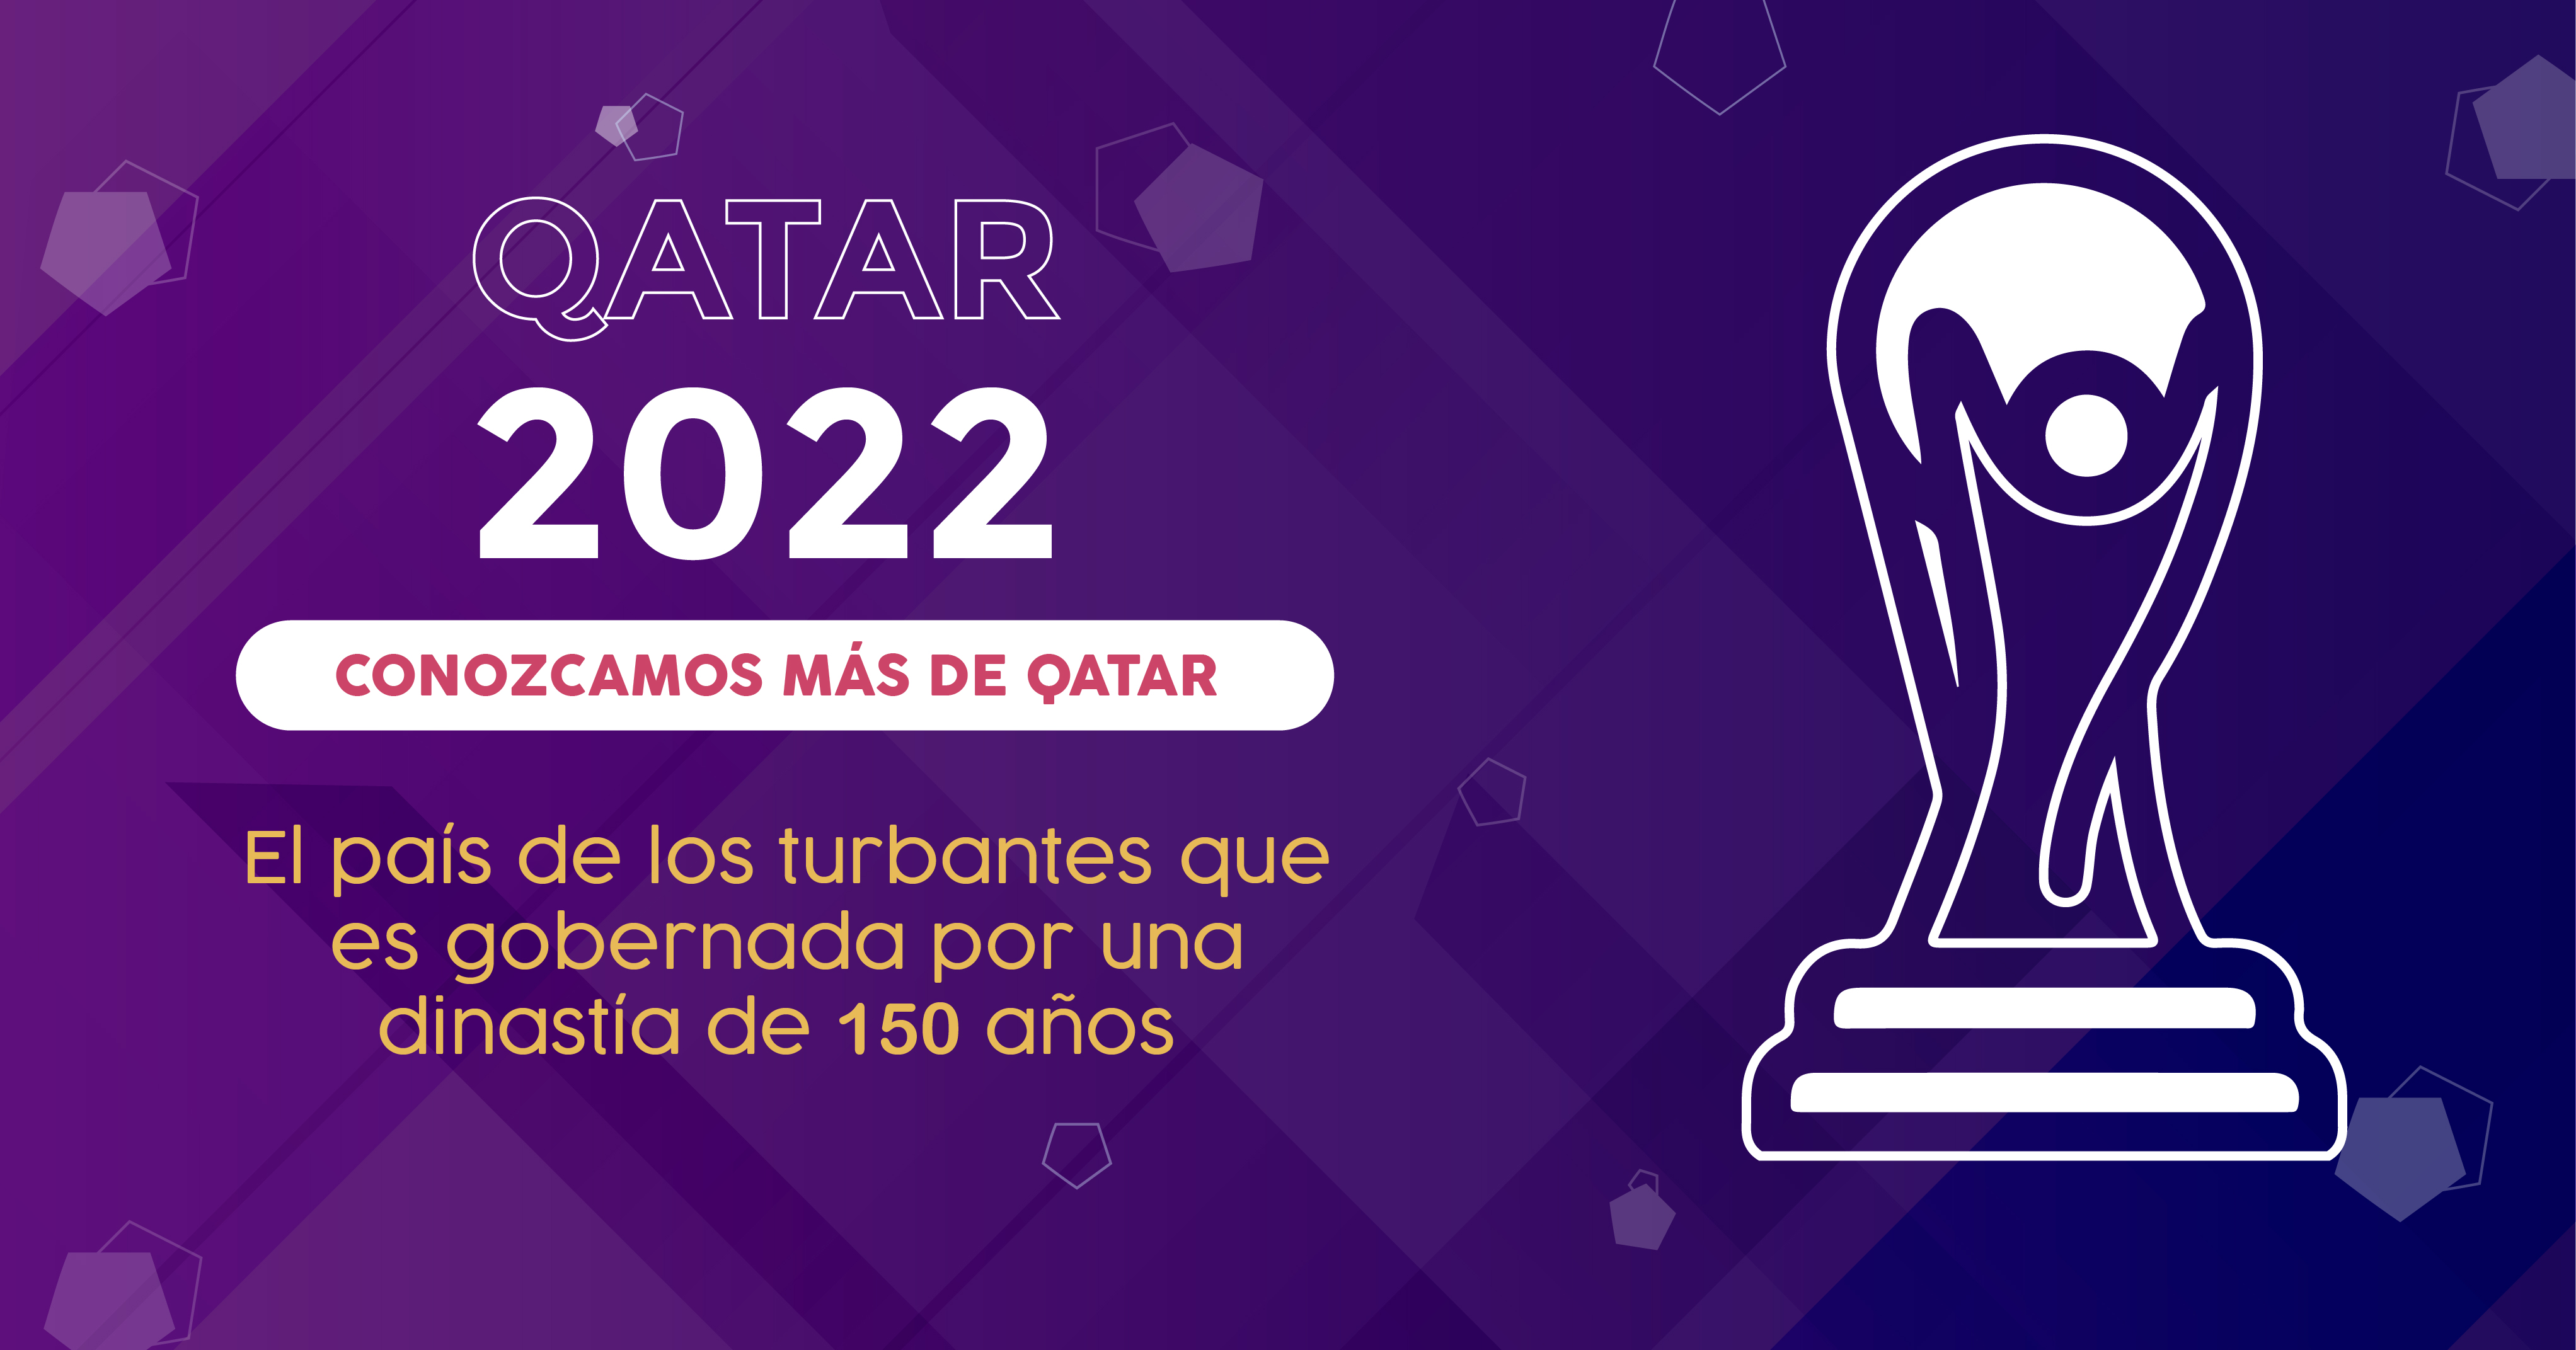 QATAR
2022
CONOZCAMOS MÁS DE QATAR
El país de los turbantes que
es gobernada por una
dinastía de 150 años